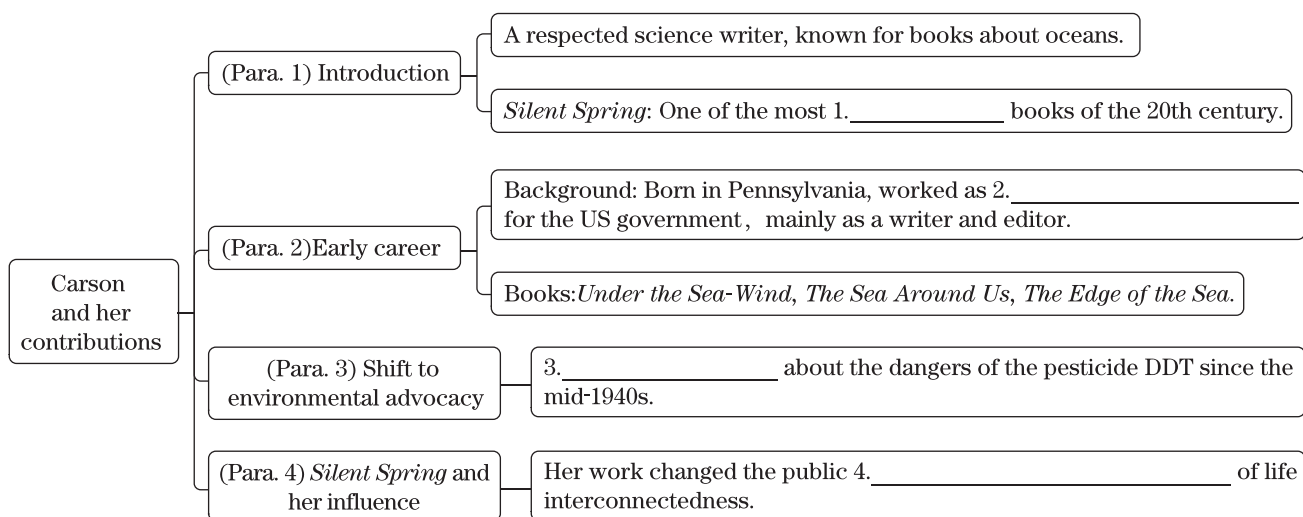 Carson
and her
contributions
(Para. 1) Introduction
A respected science writer, known for books about oceans.
Silent Spring: One of the most 1.______________ books of the 20th century.
(Para. 2)Early career
Background: Born in Pennsylvania, worked as 2.__________________________
for the US government, mainly as a writer and editor.
Books:Under the Sea-Wind, The Sea Around Us, The Edge of the Sea.
(Para. 3) Shift to
environmental advocacy
3.____________________ about the dangers of the pesticide DDT since the
mid-1940s.
(Para. 4) Silent Spring and
her influence
Her work changed the public 4.________________________________ of life
interconnectedness.